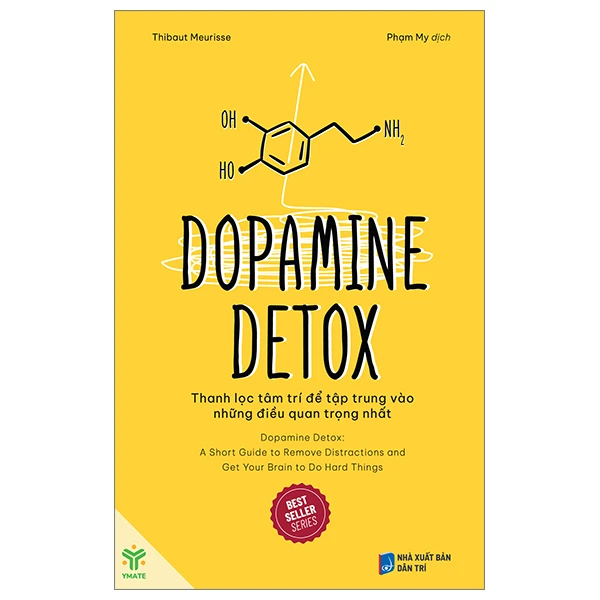 Thibaut Meurisse
Phạm My dịch
OH
HO
NH2
DOPAMINE
DETOX
Thanh lọc tâm trí để tập trung vào
những điều quan trọng nhất
Dopamine Detox:
A Short Guide to Remove Distractions and
Get Your Brain to Do Hard Things
BEST
SELLER
SERIES
YMATE
NHÀ XUẤT BẢN
DÂN TRÍ